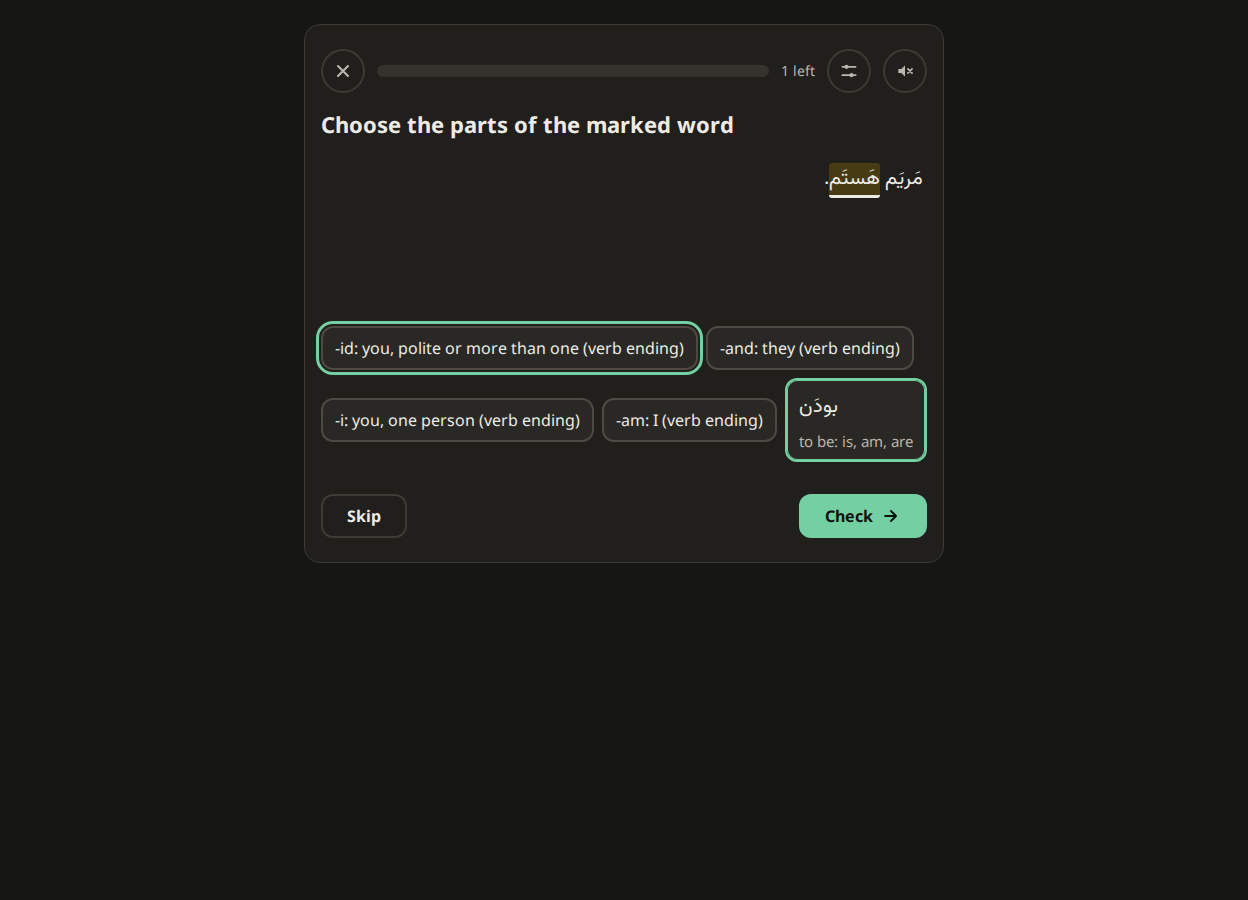 1 left
Choose the parts of the marked word
مَریَم هَستَم.
-id: you, polite or more than one (verb ending)
-and: they (verb ending)
-i: you, one person (verb ending)
-am: I (verb ending)
بودَن
to be: is, am, are
Skip
Check